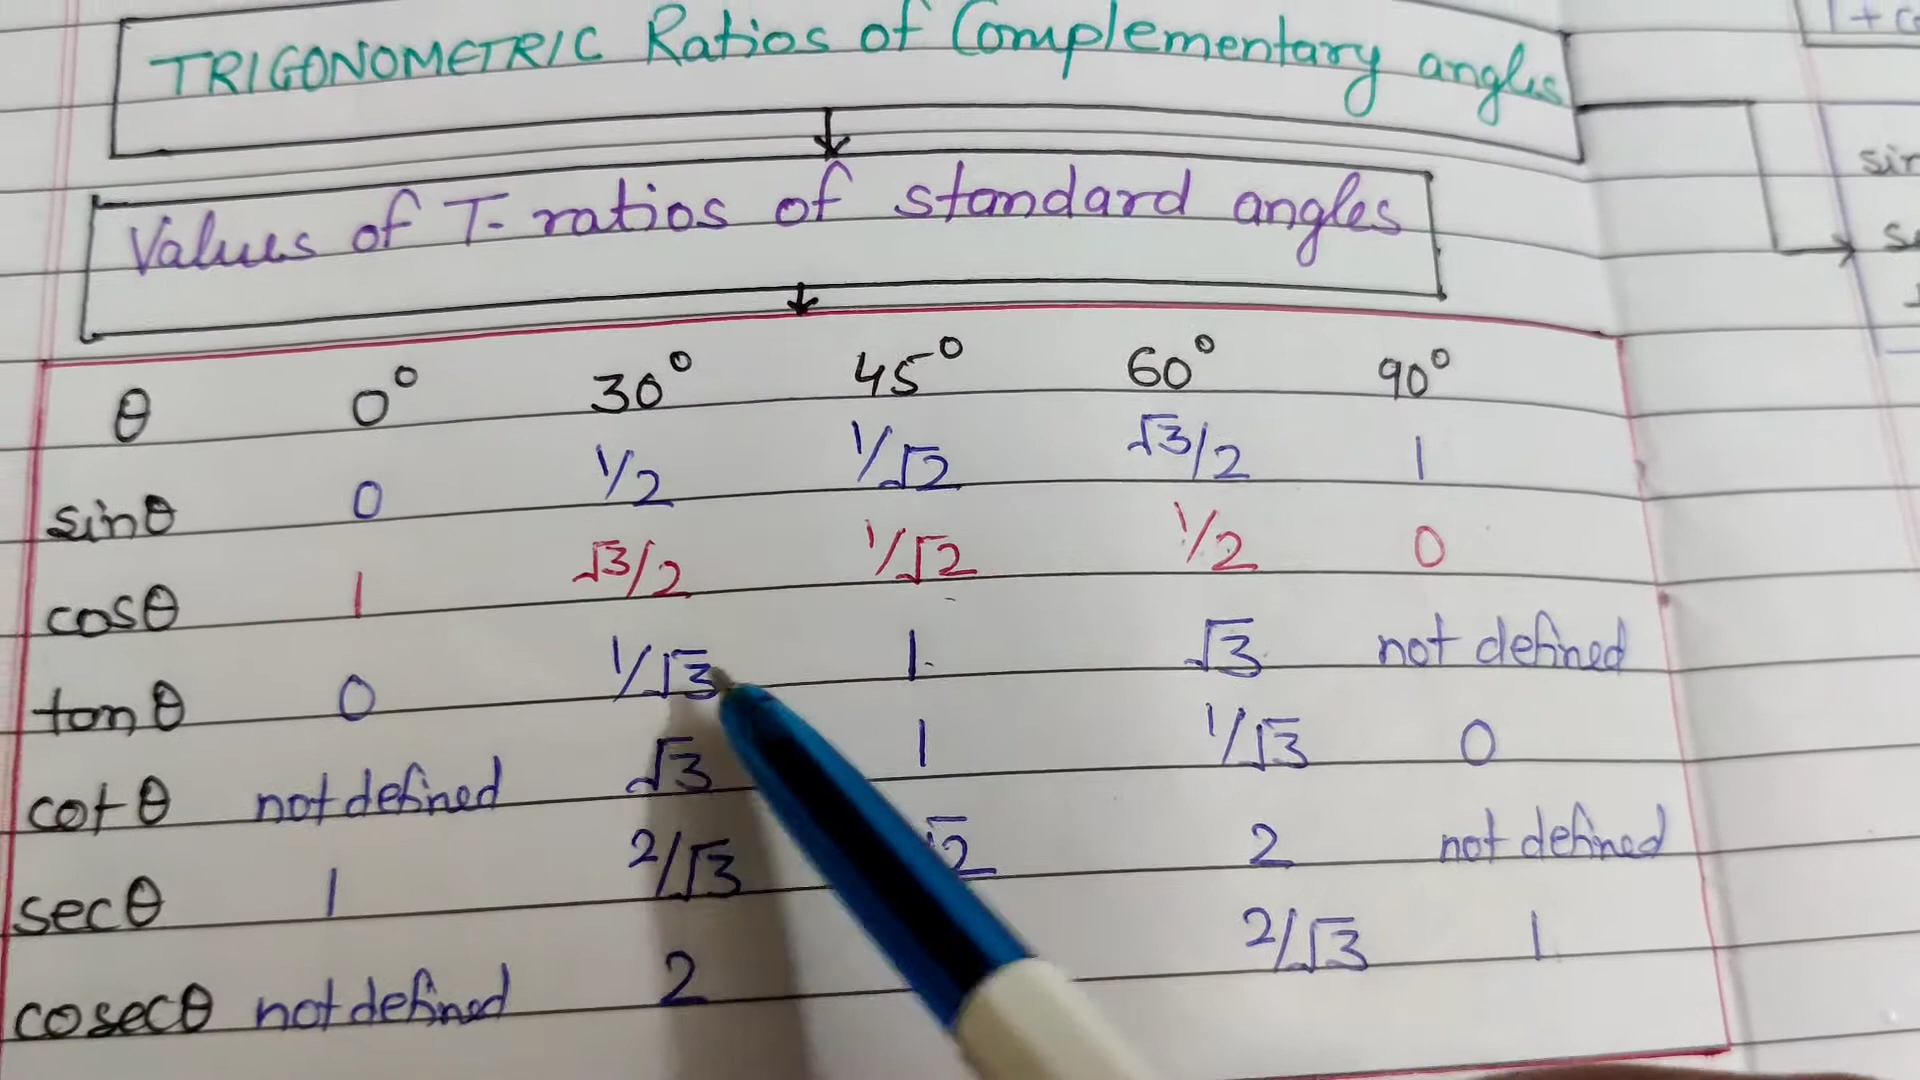 TRIGONOMETRIC Ratios of Complementary angles
Values of T-ratios of standard angles
θ 0° 30° 45° 60° 90°
sinθ 0 1/2 1/√2 √3/2 1
cosθ 1 √3/2 1/√2 1/2 0
tanθ 0 1/√3 1 √3 not defined
cotθ not defined √3 1 1/√3 0
secθ 1 2/√3 √2 2 not defined
cosecθ not defined 2 2/√3 1
1 +
sin